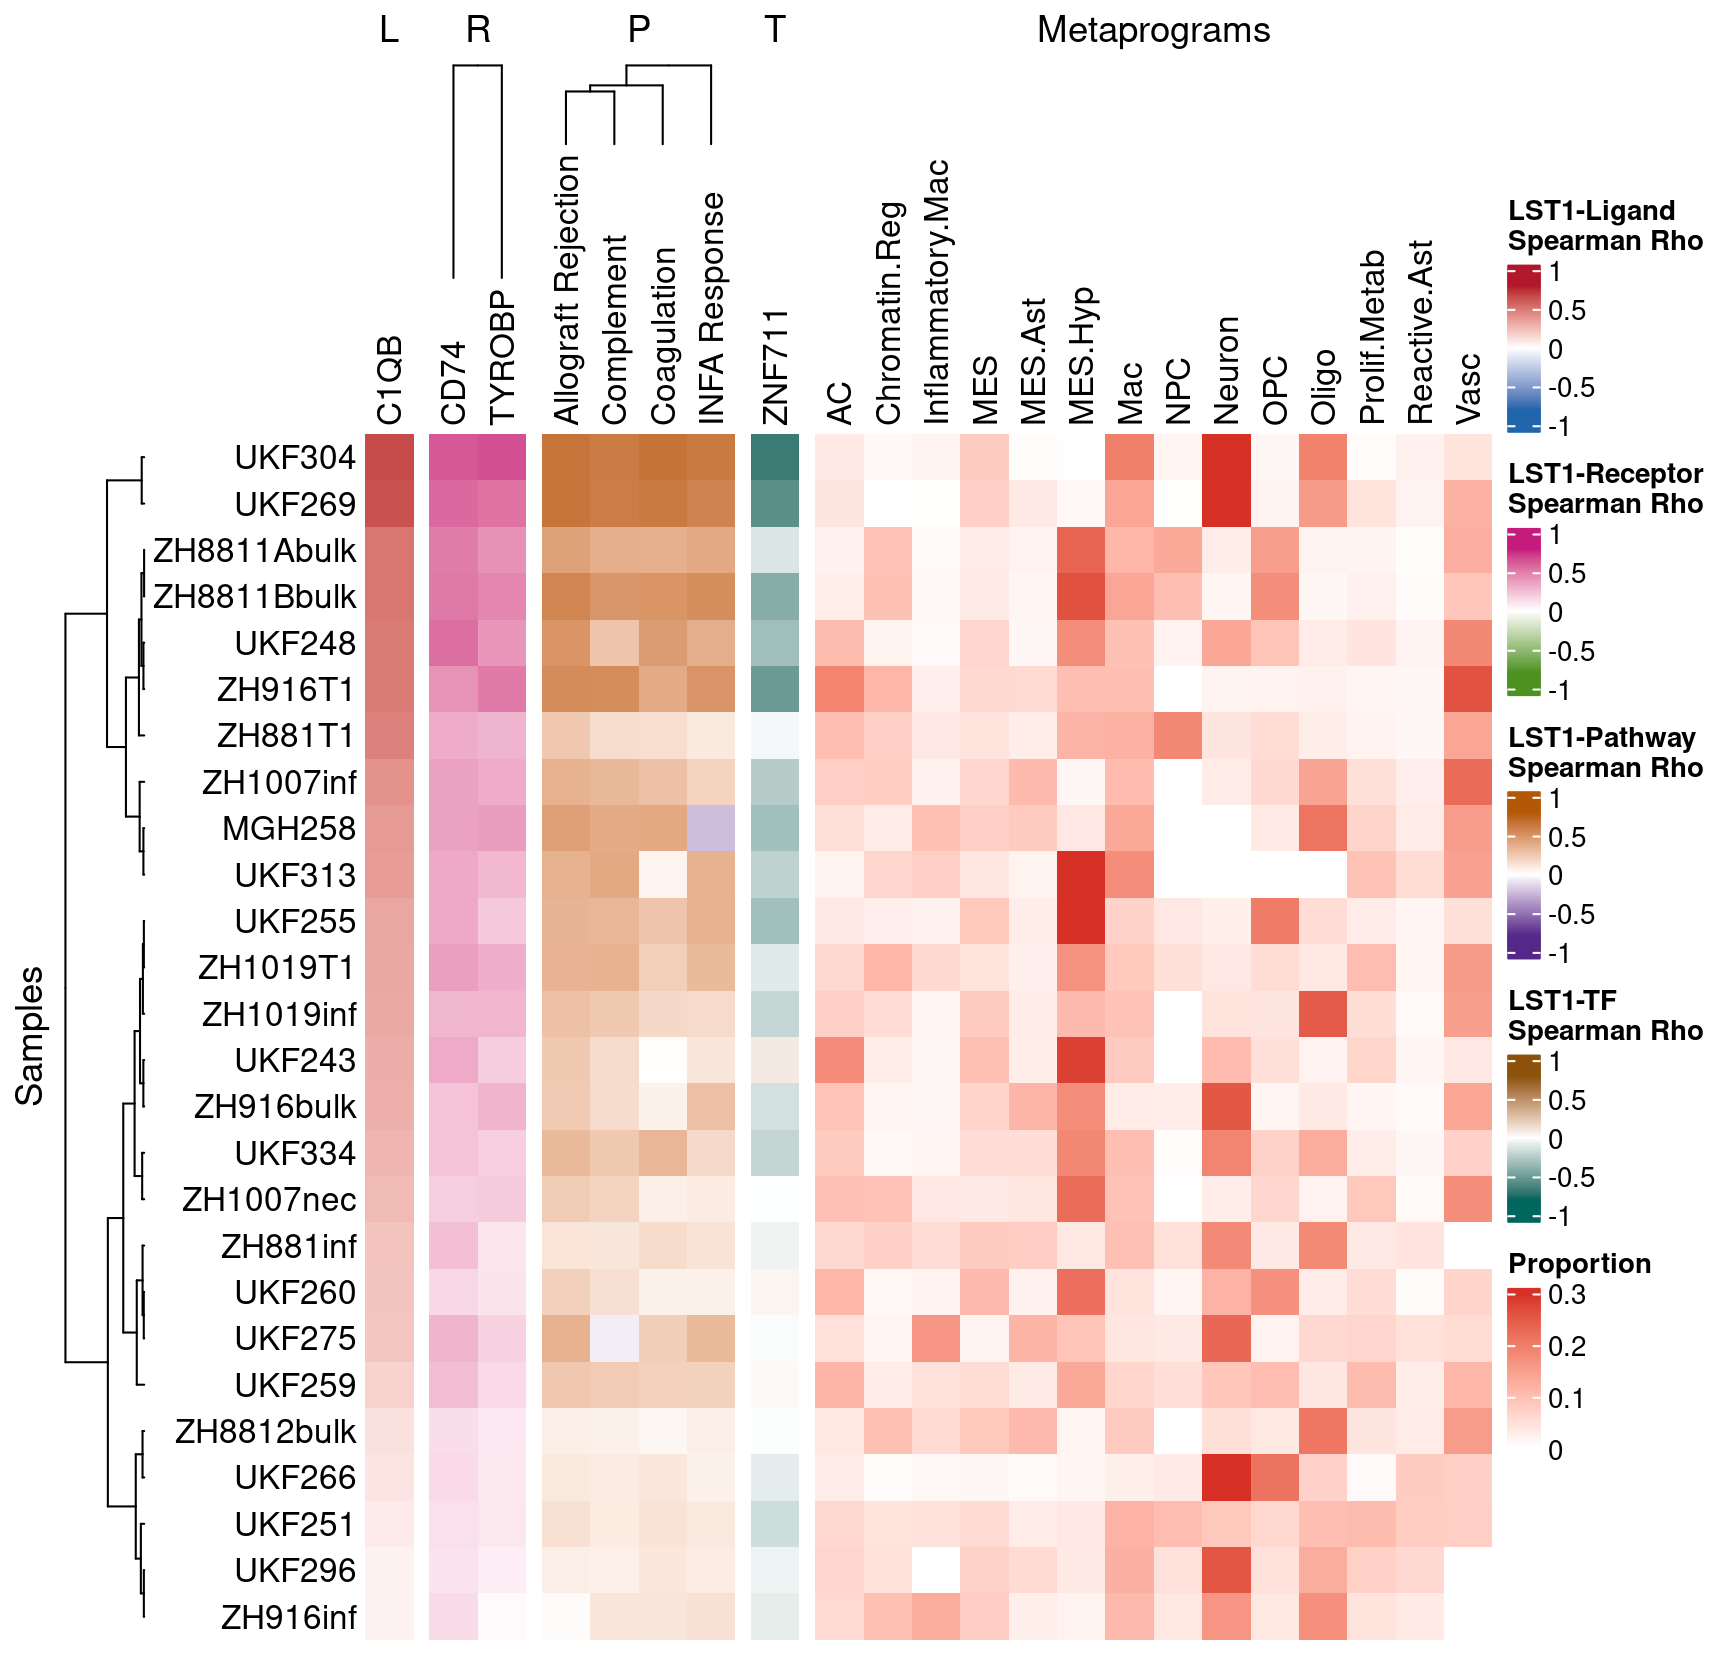 L R P T Metaprograms
C1QB
CD74
TYROBP
Allograft Rejection
Complement
Coagulation
INFA Response
ZNF711
AC
Chromatin.Reg
Inflammatory.Mac
MES
MES.Ast
MES.Hyp
Mac
NPC
Neuron
OPC
Oligo
Prolif.Metab
Reactive.Ast
Vasc
Samples
UKF304
UKF269
ZH8811Abulk
ZH8811Bbulk
UKF248
ZH916T1
ZH881T1
ZH1007inf
MGH258
UKF313
UKF255
ZH1019T1
ZH1019inf
UKF243
ZH916bulk
UKF334
ZH1007nec
ZH881inf
UKF260
UKF275
UKF259
ZH8812bulk
UKF266
UKF251
UKF296
ZH916inf
LST1-Ligand
Spearman Rho
1
0.5
0
-0.5
-1
LST1-Receptor
Spearman Rho
1
0.5
0
-0.5
-1
LST1-Pathway
Spearman Rho
1
0.5
0
-0.5
-1
LST1-TF
Spearman Rho
1
0.5
0
-0.5
-1
Proportion
0.3
0.2
0.1
0